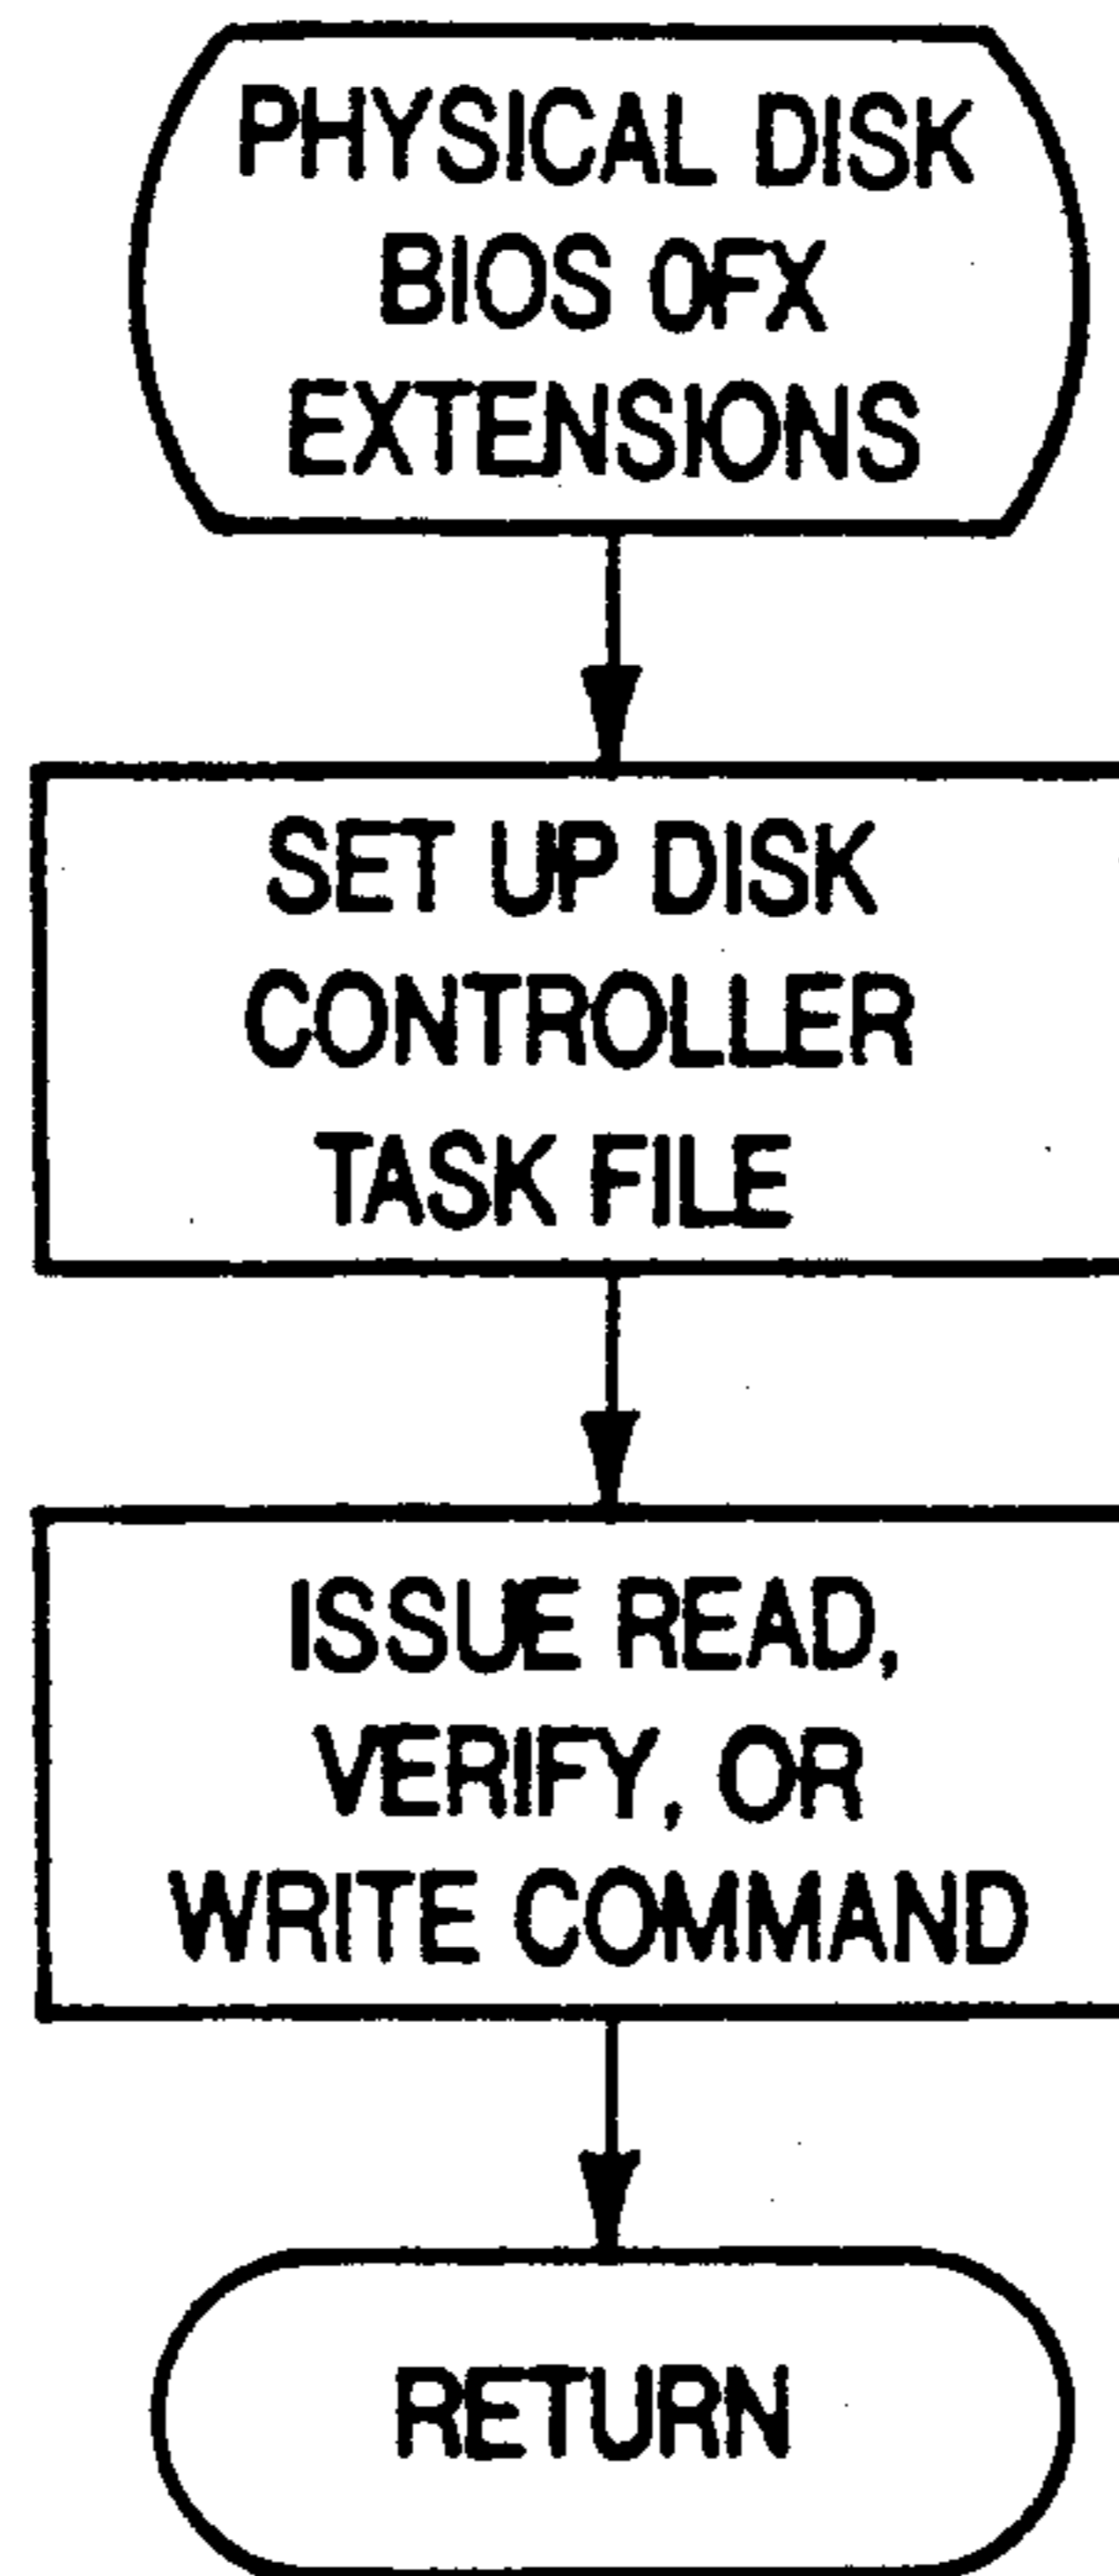 PHYSICAL DISK
BIOS 0FX
EXTENSIONS
SET UP DISK
CONTROLLER
TASK FILE
ISSUE READ,
VERIFY, OR
WRITE COMMAND
RETURN